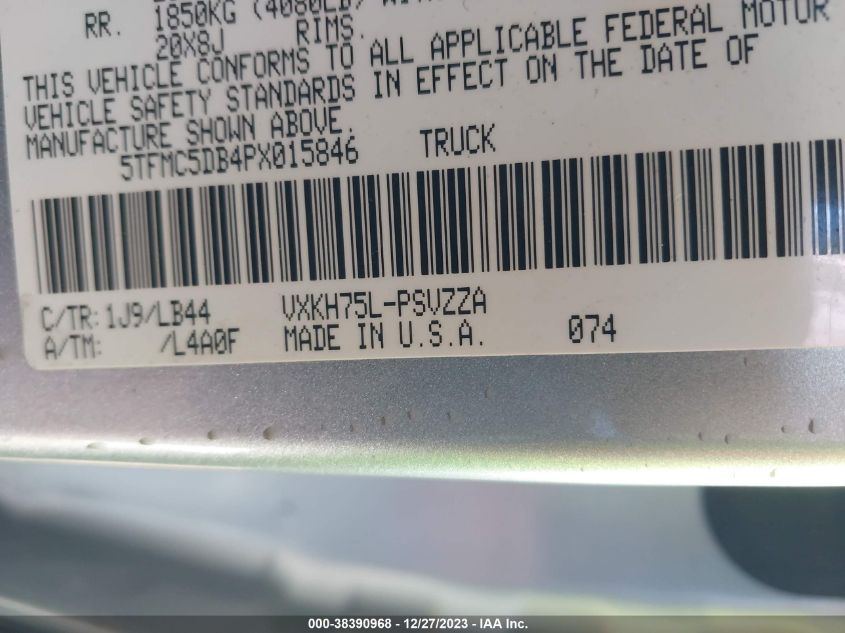 RR. 1850KG (4080LB)
20X8J RIMS.
THIS VEHICLE CONFORMS TO ALL APPLICABLE FEDERAL MOTOR
VEHICLE SAFETY STANDARDS IN EFFECT ON THE DATE OF
MANUFACTURE SHOWN ABOVE.
5TFMC5DB4PX015846 TRUCK
C/TR: 1J9/LB44 VXKH75L-PSVZZA
A/TM: /L4A0F MADE IN U.S.A. 074
000-38390968 - 12/27/2023 - IAA Inc.